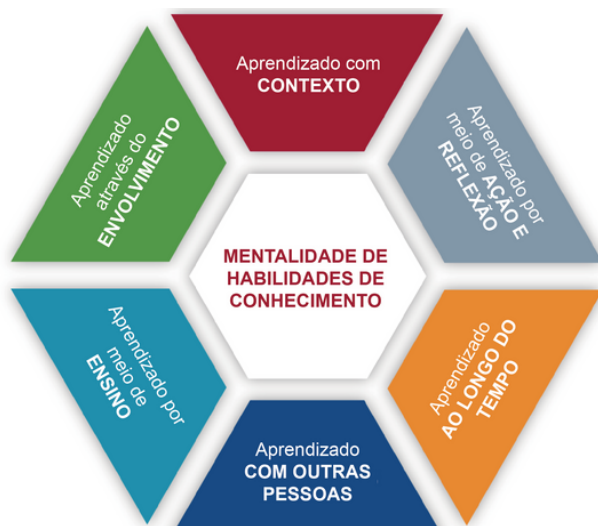 Aprendizado com
CONTEXTO
Aprendizado por
meio de AÇÃO E
REFLEXÃO
Aprendizado
AO LONGO DO
TEMPO
Aprendizado
COM OUTRAS
PESSOAS
Aprendizado por
meio de
ENSINO
Aprendizado
através do
ENVOLVIMENTO
MENTALIDADE DE
HABILIDADES DE
CONHECIMENTO